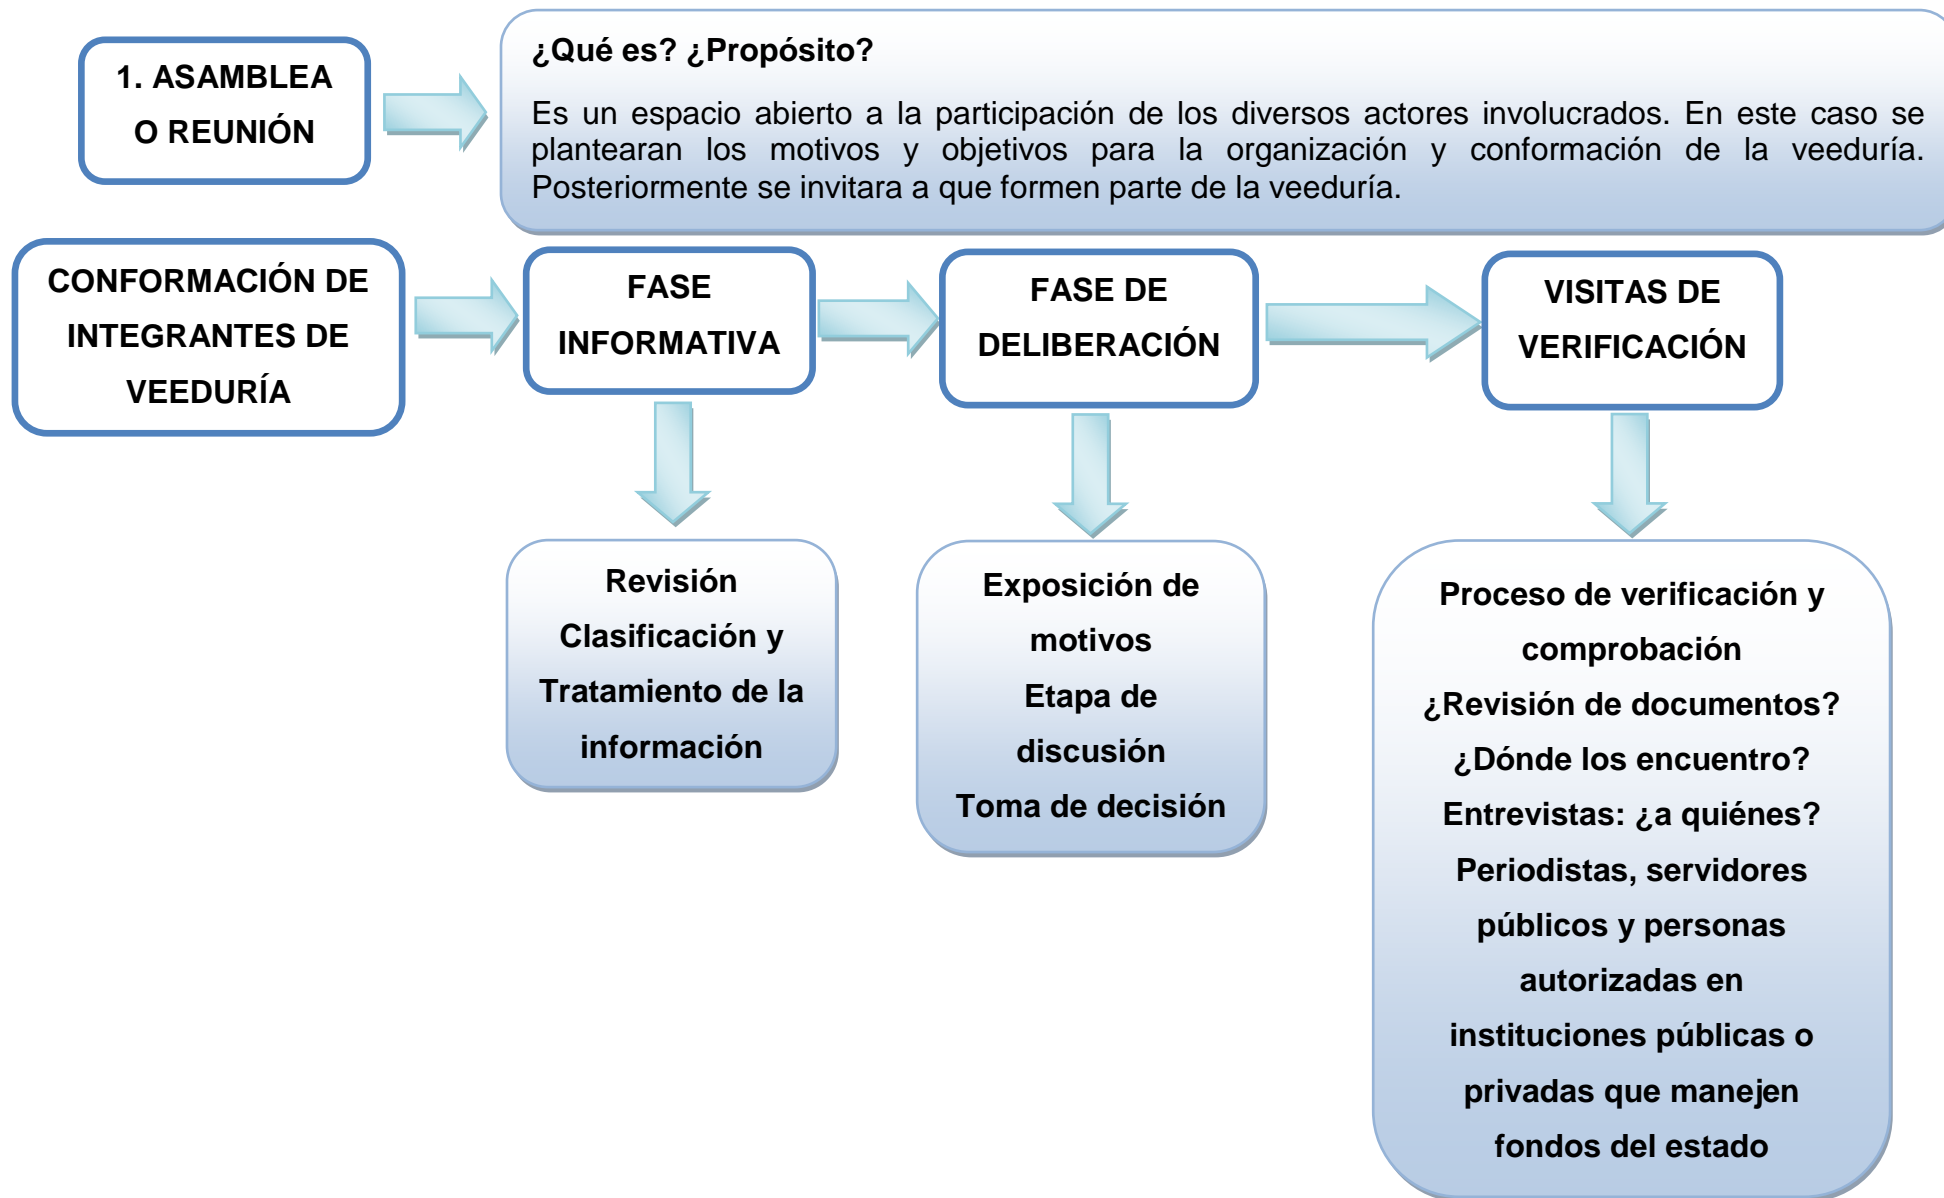 1. ASAMBLEA
O REUNIÓN
¿Qué es? ¿Propósito?
Es un espacio abierto a la participación de los diversos actores involucrados. En este caso se
plantearan los motivos y objetivos para la organización y conformación de la veeduría.
Posteriormente se invitara a que formen parte de la veeduría.
CONFORMACIÓN DE
INTEGRANTES DE
VEEDURÍA
FASE
INFORMATIVA
FASE DE
DELIBERACIÓN
VISITAS DE
VERIFICACIÓN
Revisión
Clasificación y
Tratamiento de la
información
Exposición de
motivos
Etapa de
discusión
Toma de decisión
Proceso de verificación y
comprobación
¿Revisión de documentos?
¿Dónde los encuentro?
Entrevistas: ¿a quiénes?
Periodistas, servidores
públicos y personas
autorizadas en
instituciones públicas o
privadas que manejen
fondos del estado